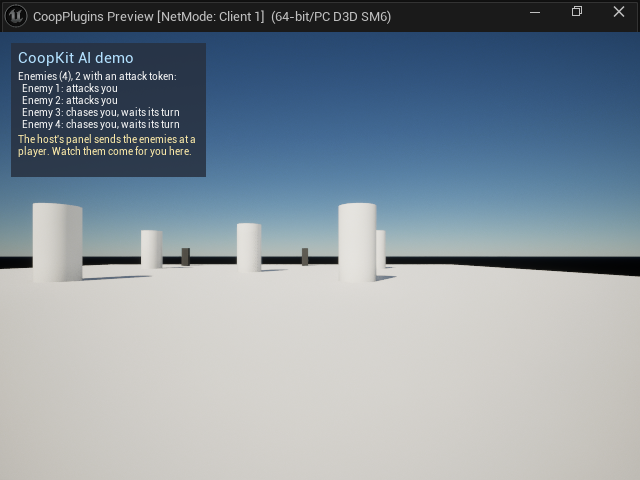 CoopPlugins Preview [NetMode: Client 1] (64-bit/PC D3D SM6)
CoopKit AI demo
Enemies (4), 2 with an attack token:
Enemy 1: attacks you
Enemy 2: attacks you
Enemy 3: chases you, waits its turn
Enemy 4: chases you, waits its turn
The host's panel sends the enemies at a
player. Watch them come for you here.